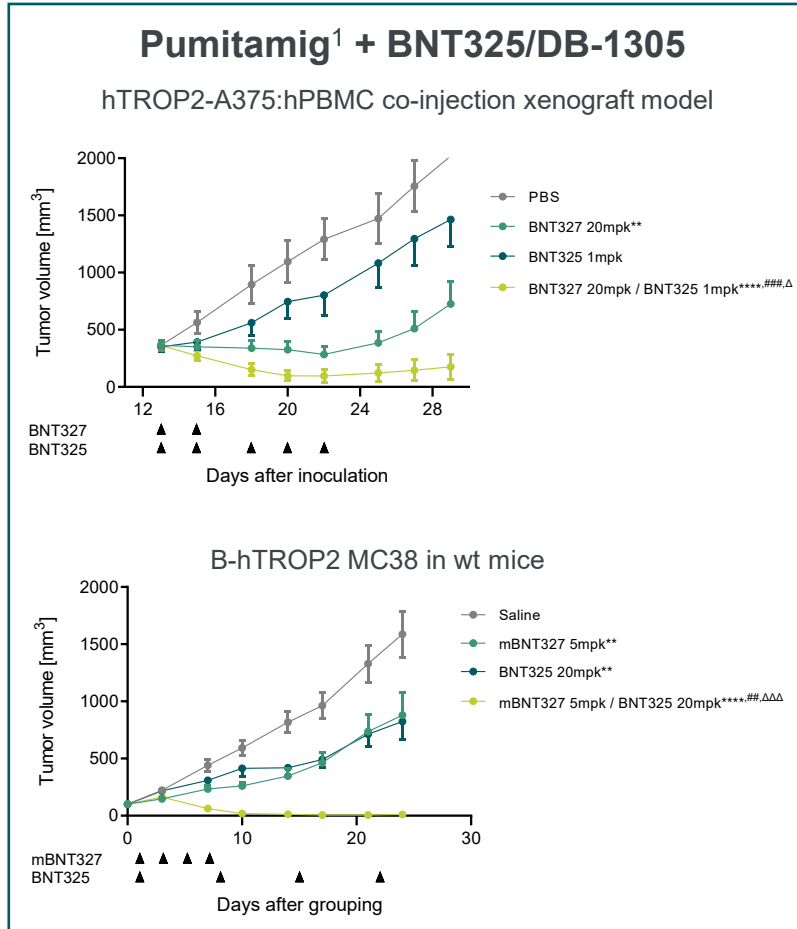 Pumitamig¹ + BNT325/DB-1305
hTROP2-A375:hPBMC co-injection xenograft model
Tumor volume [mm³]
2000
1500
1000
500
0
12 16 20 24 28
PBS
BNT327 20mpk**
BNT325 1mpk
BNT327 20mpk / BNT325 1mpk****,###,Δ
BNT327 ▲ ▲
BNT325 ▲ ▲ ▲ ▲ ▲
Days after inoculation
B-hTROP2 MC38 in wt mice
Tumor volume [mm³]
2000
1500
1000
500
0
0 10 20 30
Saline
mBNT327 5mpk**
BNT325 20mpk**
mBNT327 5mpk / BNT325 20mpk****,##,ΔΔΔ
mBNT327 ▲ ▲ ▲ ▲
BNT325 ▲ ▲ ▲ ▲
Days after grouping